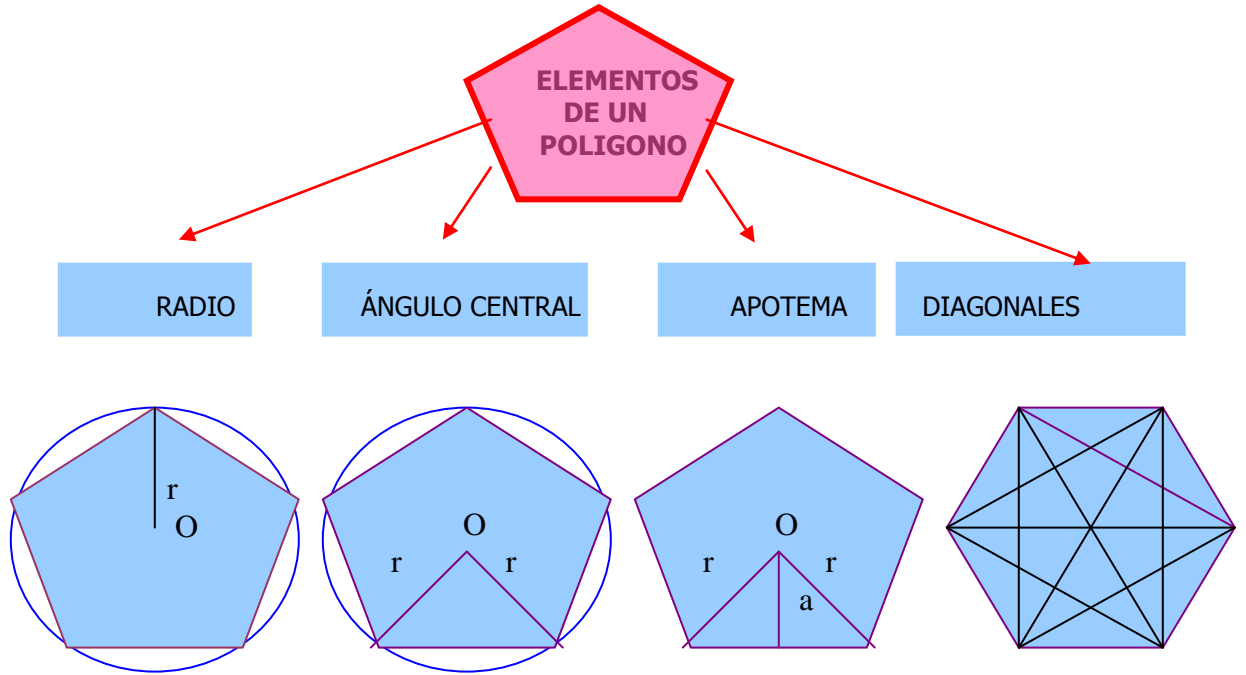 ELEMENTOS
DE UN
POLIGONO
RADIO
ÁNGULO CENTRAL
APOTEMA
DIAGONALES
r
O
O
r
r
O
r
r
a